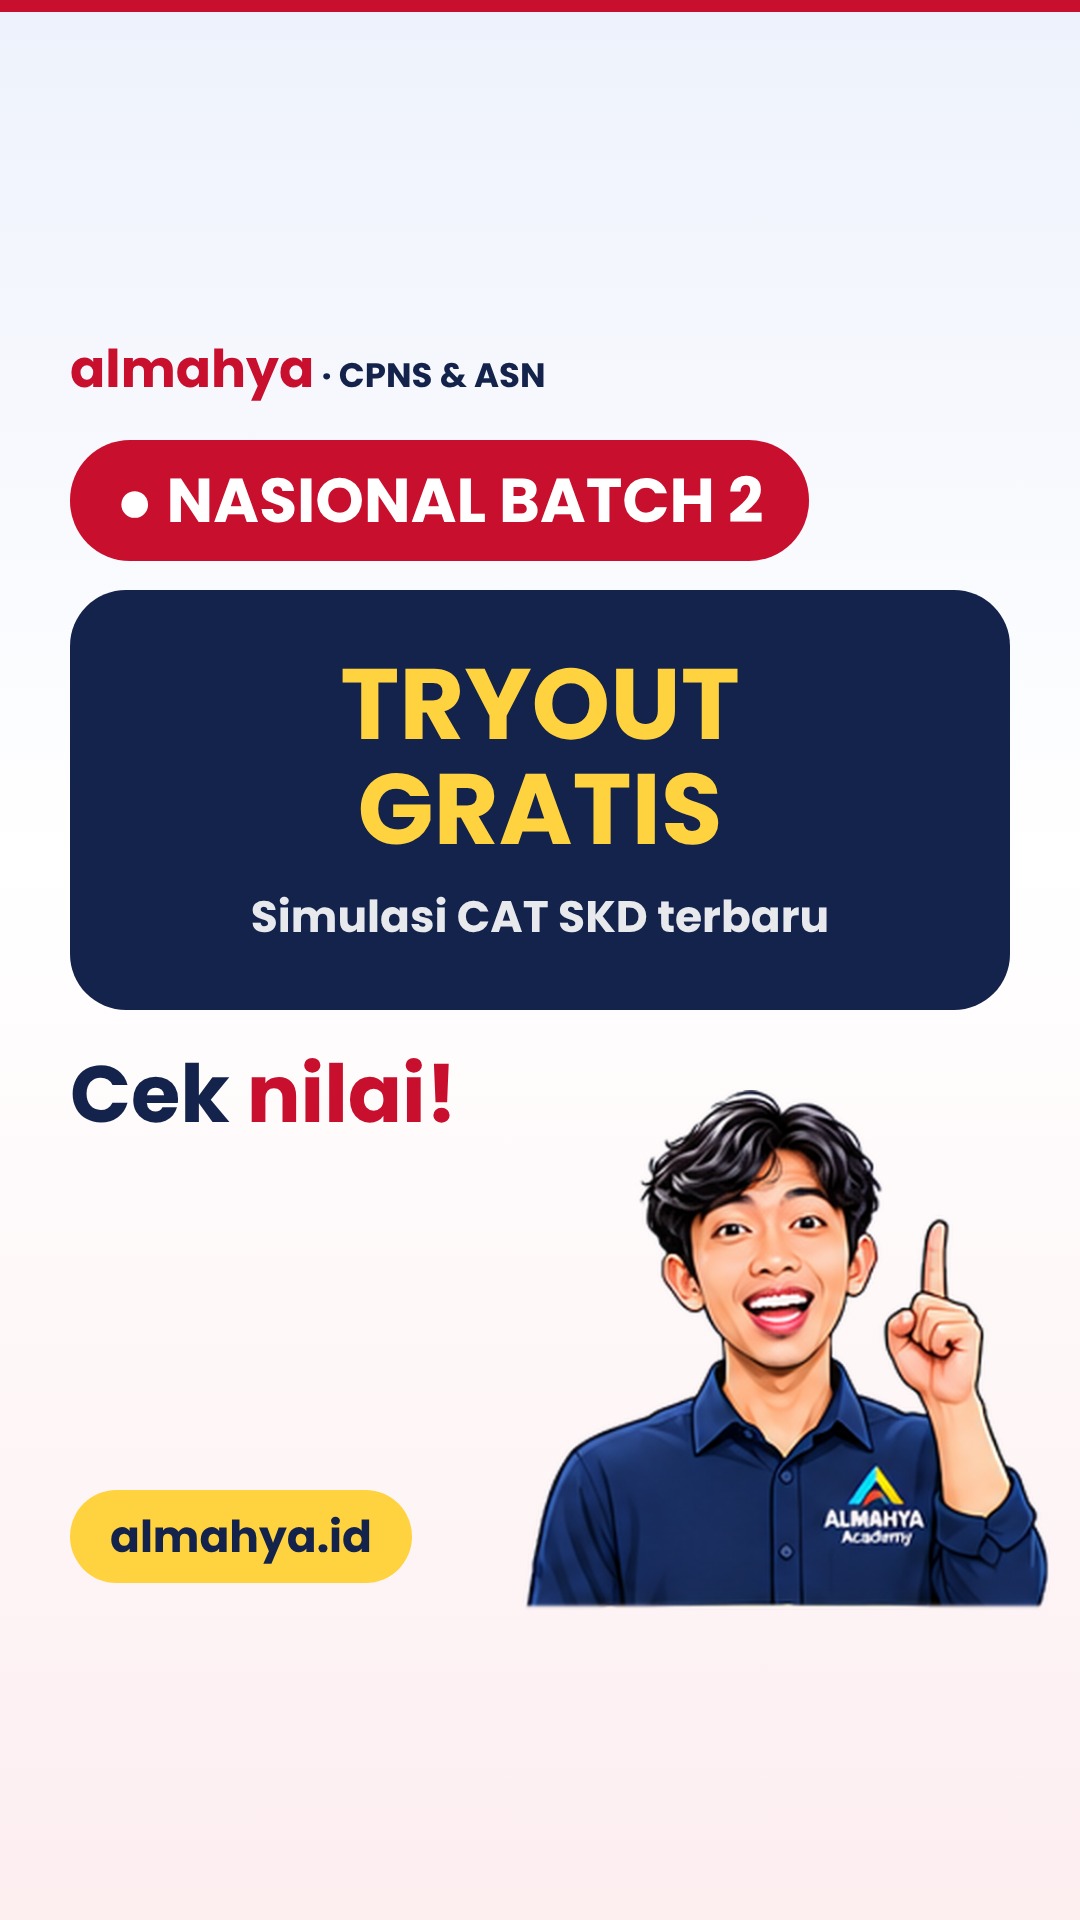 almahya · CPNS & ASN
● NASIONAL BATCH 2
TRYOUT
GRATIS
Simulasi CAT SKD terbaru
Cek nilai!
ALMAHYA
Academy
almahya.id